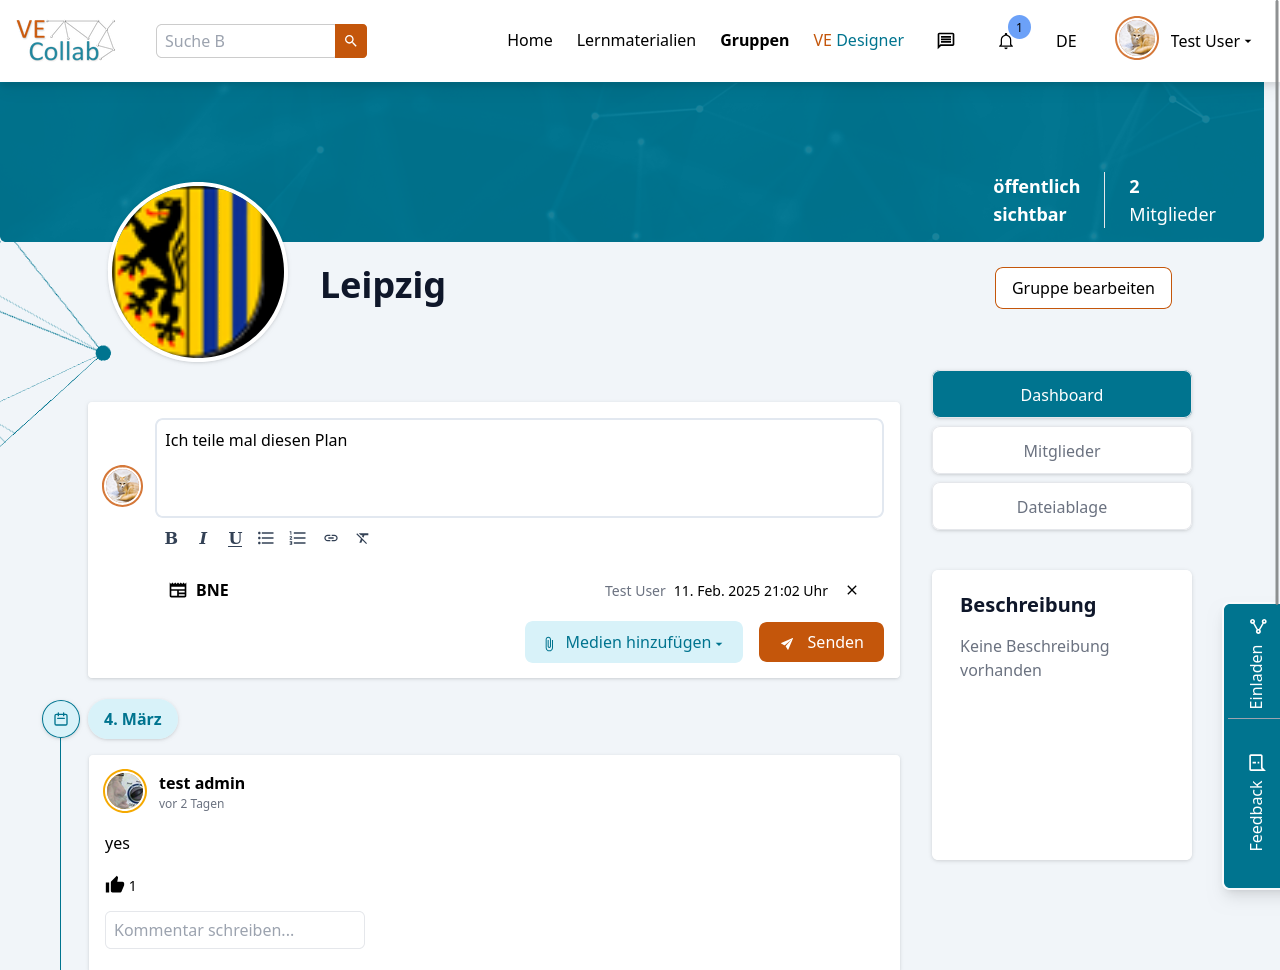 VE Collab
Suche B
Home
Lernmaterialien
Gruppen
VE Designer
1
DE
Test User
öffentlich sichtbar
2 Mitglieder
Leipzig
Gruppe bearbeiten
Dashboard
Mitglieder
Dateiablage
Ich teile mal diesen Plan
B I U
BNE
Test User 11. Feb. 2025 21:02 Uhr
Medien hinzufügen
Senden
Beschreibung
Keine Beschreibung
vorhanden
Einladen
Feedback
4. März
test admin
vor 2 Tagen
yes
1
Kommentar schreiben...